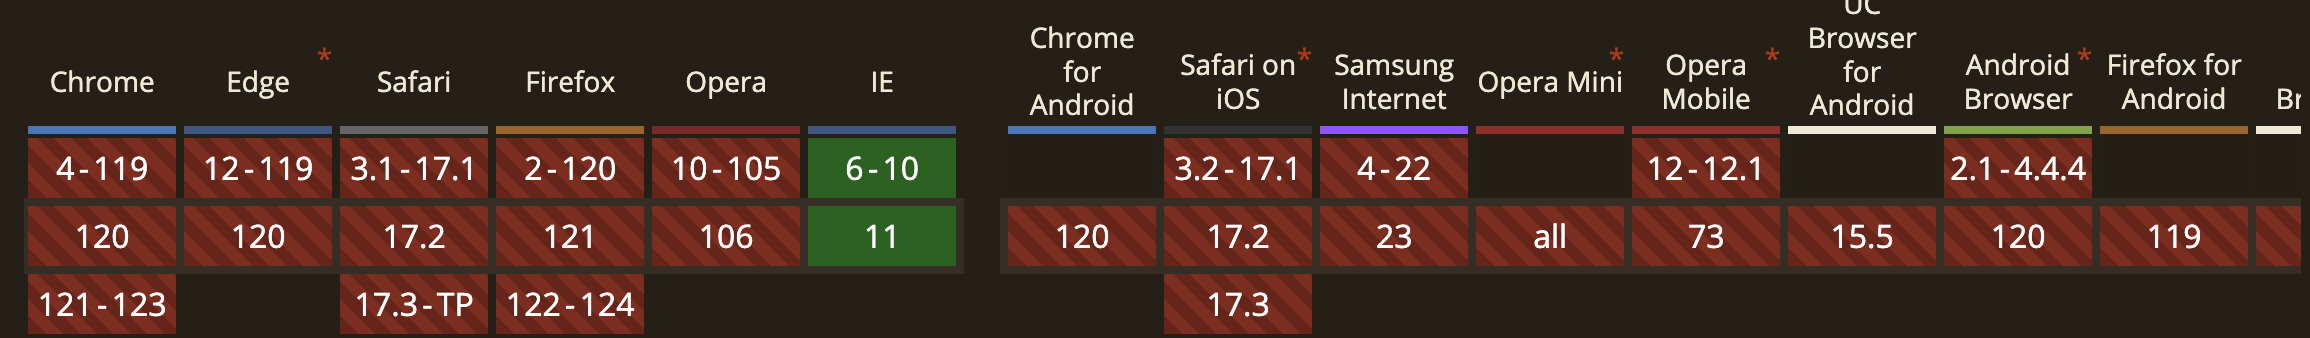 Chrome
Edge *
Safari
Firefox
Opera
IE
Chrome
for
Android
Safari on *
iOS
Samsung
Internet
Opera Mini *
Opera *
Mobile
UC
Browser
for
Android
Android *
Browser
Firefox for
Android
Br
4-119 12-119 3.1-17.1 2-120 10-105 6-10 3.2-17.1 4-22 12-12.1 2.1-4.4.4
120 120 17.2 121 106 11 120 17.2 23 all 73 15.5 120 119
121-123 17.3-TP 122-124 17.3